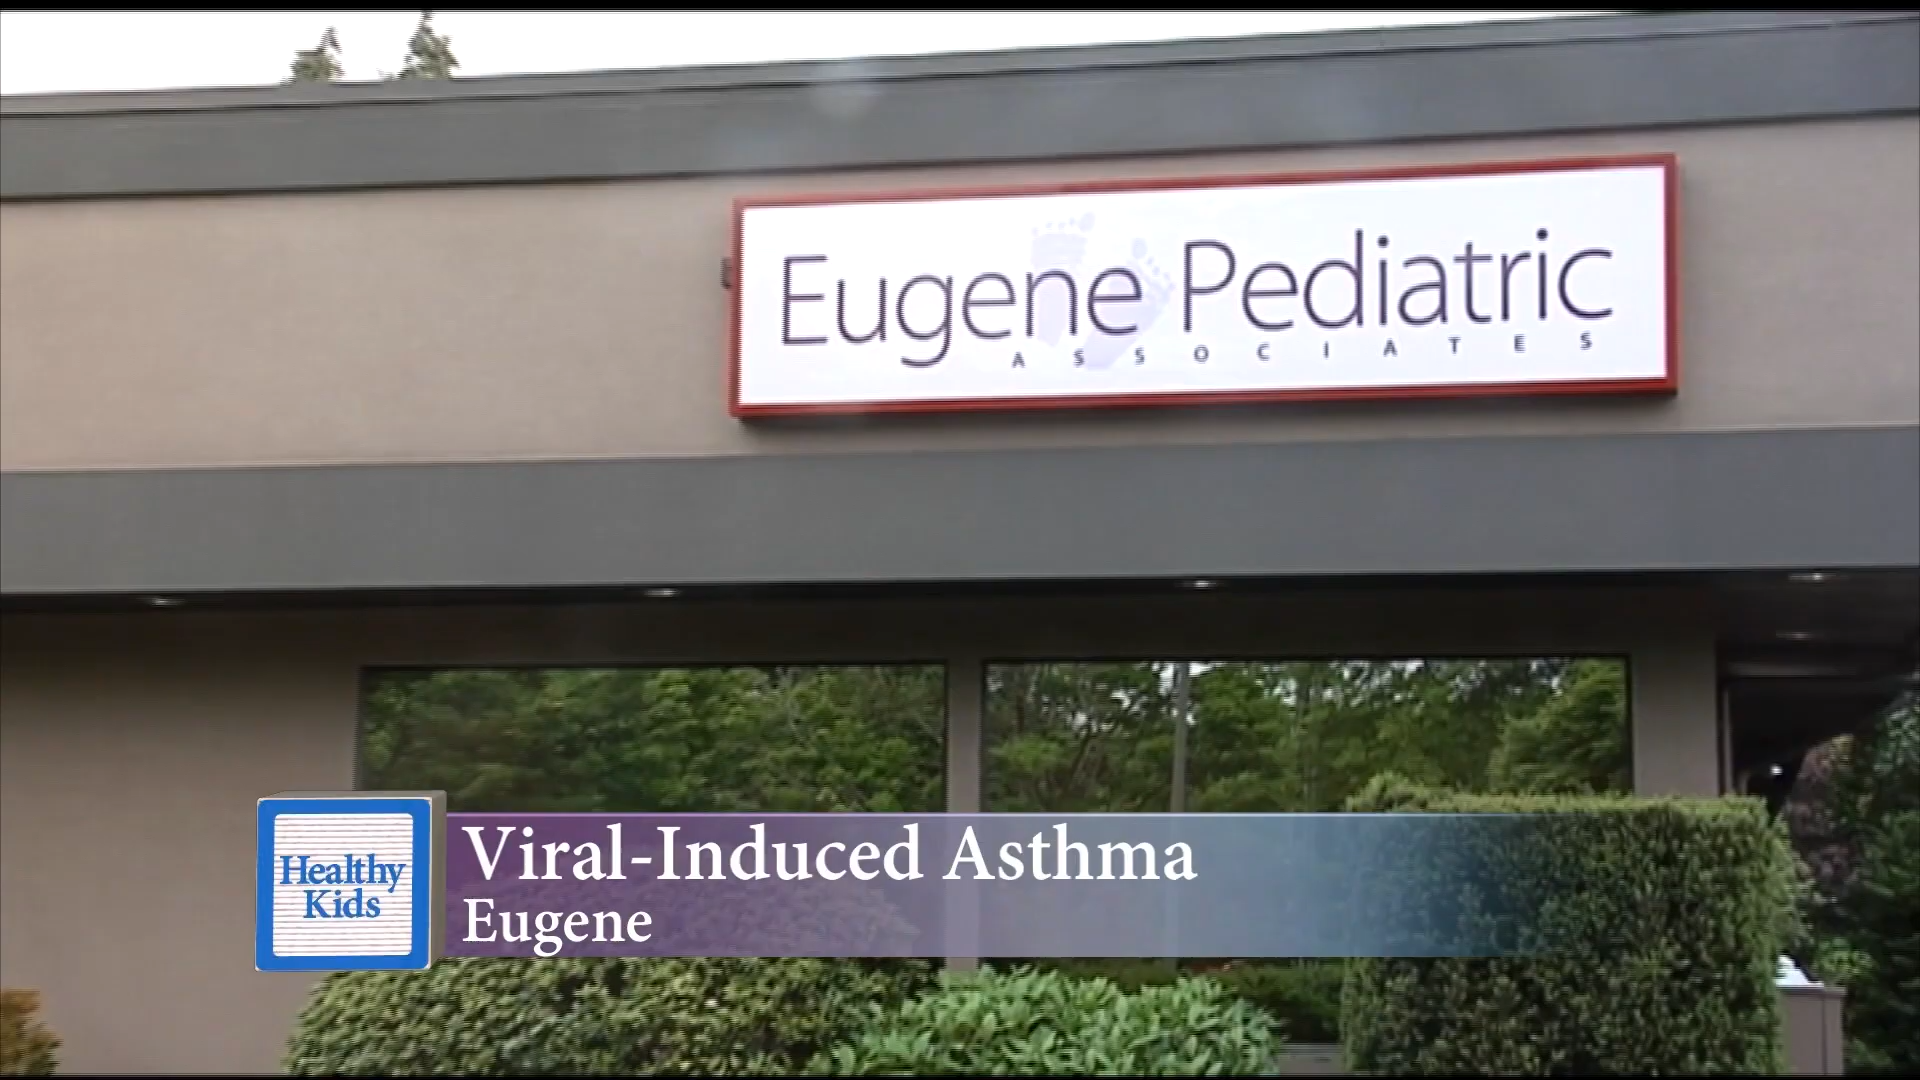 Eugene Pediatric
ASSOCIATES
Healthy
Kids
Viral-Induced Asthma
Eugene